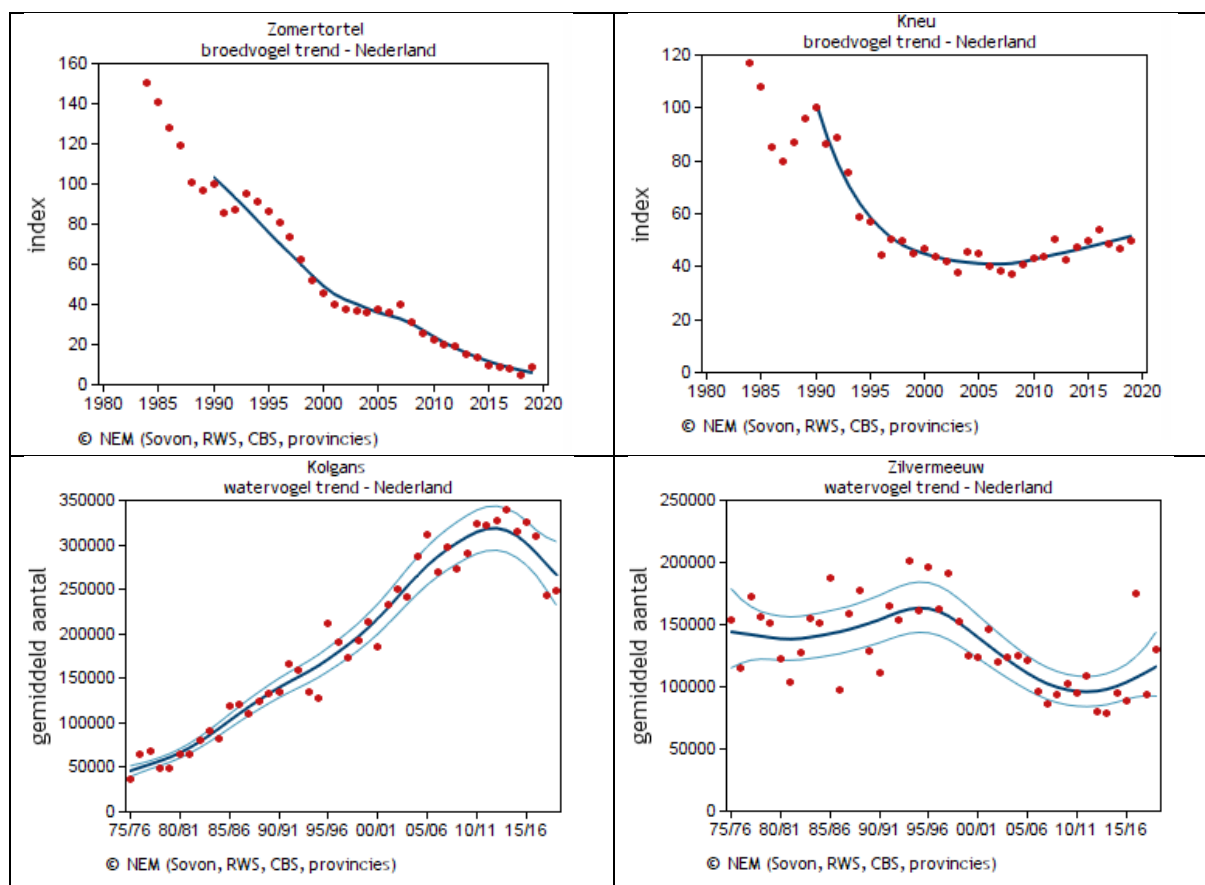 Zomertortel
broedvogel trend - Nederland
160
140
120
100
80
60
40
20
0
index
1980 1985 1990 1995 2000 2005 2010 2015 2020
© NEM (Sovon, RWS, CBS, provincies)
Kneu
broedvogel trend - Nederland
120
100
80
60
40
20
0
index
1980 1985 1990 1995 2000 2005 2010 2015 2020
© NEM (Sovon, RWS, CBS, provincies)
Kolgans
watervogel trend - Nederland
350000
300000
250000
200000
150000
100000
50000
0
gemiddeld aantal
75/76 80/81 85/86 90/91 95/96 00/01 05/06 10/11 15/16
© NEM (Sovon, RWS, CBS, provincies)
Zilvermeeuw
watervogel trend - Nederland
250000
200000
150000
100000
50000
0
gemiddeld aantal
75/76 80/81 85/86 90/91 95/96 00/01 05/06 10/11 15/16
© NEM (Sovon, RWS, CBS, provincies)